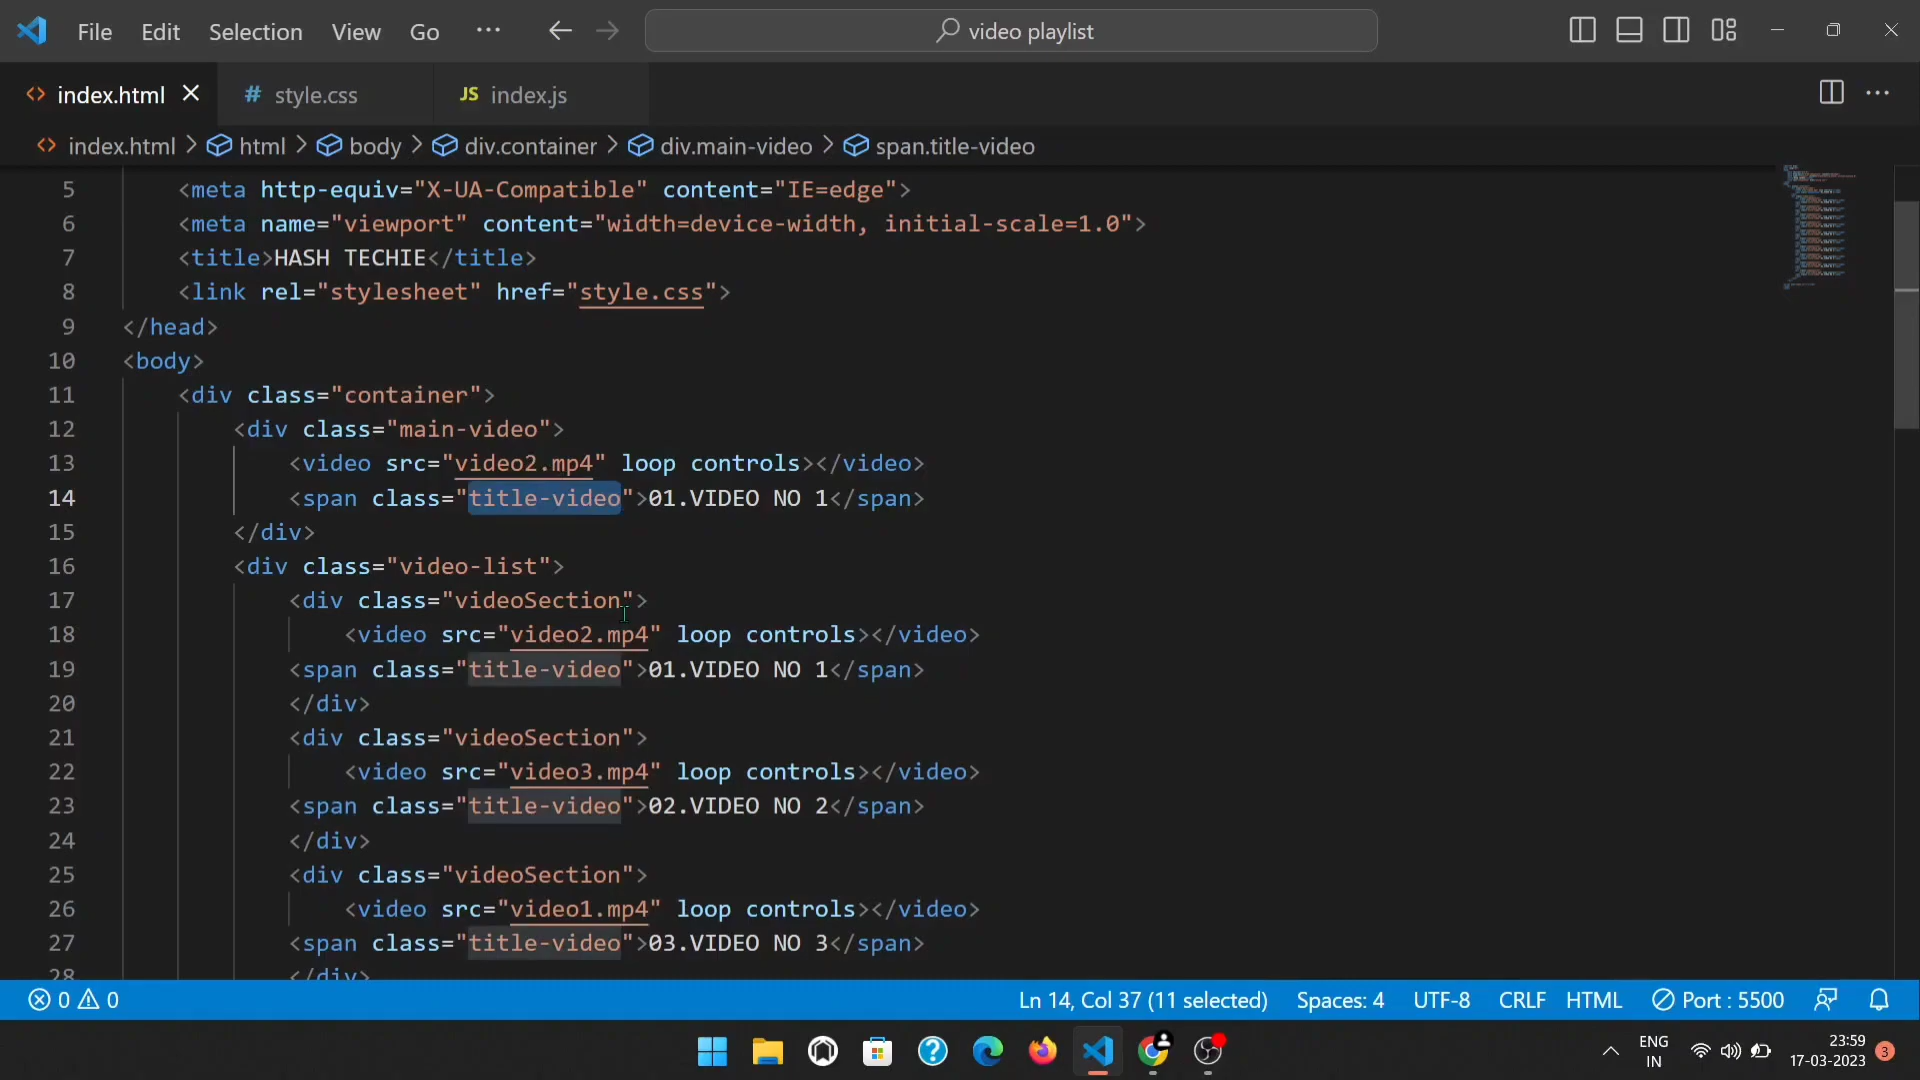 File Edit Selection View Go ··· video playlist
index.html style.css JS index.js
index.html > html > body > div.container > div.main-video > span.title-video
5 <meta http-equiv="X-UA-Compatible" content="IE=edge">
6 <meta name="viewport" content="width=device-width, initial-scale=1.0">
7 <title>HASH TECHIE</title>
8 <link rel="stylesheet" href="style.css">
9 </head>
10 <body>
11 <div class="container">
12 <div class="main-video">
13 <video src="video2.mp4" loop controls></video>
14 <span class="title-video">01.VIDEO NO 1</span>
15 </div>
16 <div class="video-list">
17 <div class="videoSection">
18 <video src="video2.mp4" loop controls></video>
19 <span class="title-video">01.VIDEO NO 1</span>
20 </div>
21 <div class="videoSection">
22 <video src="video3.mp4" loop controls></video>
23 <span class="title-video">02.VIDEO NO 2</span>
24 </div>
25 <div class="videoSection">
26 <video src="video1.mp4" loop controls></video>
27 <span class="title-video">03.VIDEO NO 3</span>
28 </div>
0 0 Ln 14, Col 37 (11 selected) Spaces: 4 UTF-8 CRLF HTML Port : 5500
ENG 23:59
IN 17-03-2023 3